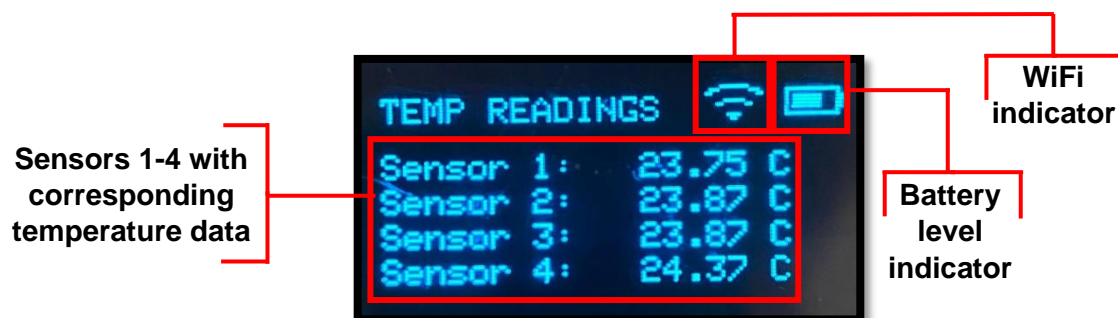 WiFi
indicator
TEMP READINGS
Sensors 1-4 with
corresponding
temperature data
Sensor 1: 23.75 C
Sensor 2: 23.87 C
Sensor 3: 23.87 C
Sensor 4: 24.37 C
Battery
level
indicator